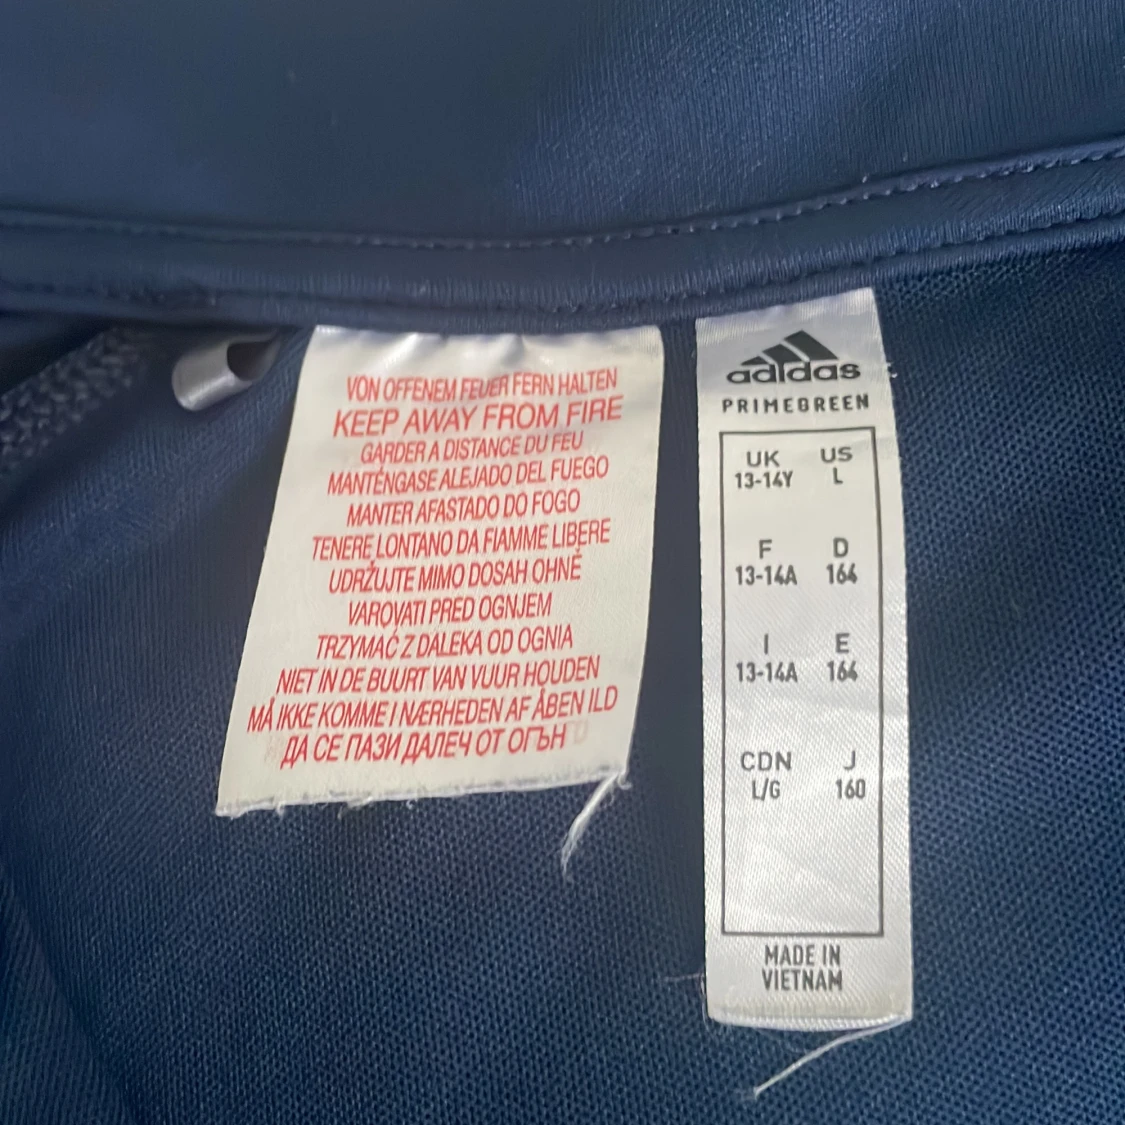 VON OFFENEM FEUER FERN HALTEN
KEEP AWAY FROM FIRE
GARDER A DISTANCE DU FEU
MANTÉNGASE ALEJADO DEL FUEGO
MANTER AFASTADO DO FOGO
TENERE LONTANO DA FIAMME LIBERE
UDRŽUJTE MIMO DOSAH OHNĚ
VAROVATI PRED OGNJEM
TRZYMAĆ Z DALEKA OD OGNIA
NIET IN DE BUURT VAN VUUR HOUDEN
MÅ IKKE KOMME I NÆRHEDEN AF ÅBEN ILD
ДА СЕ ПАЗИ ДАЛЕЧ ОТ ОГЪН
adidas
PRIMEGREEN
UK US
13-14Y L
F D
13-14A 164
I E
13-14A 164
CDN J
L/G 160
MADE IN
VIETNAM